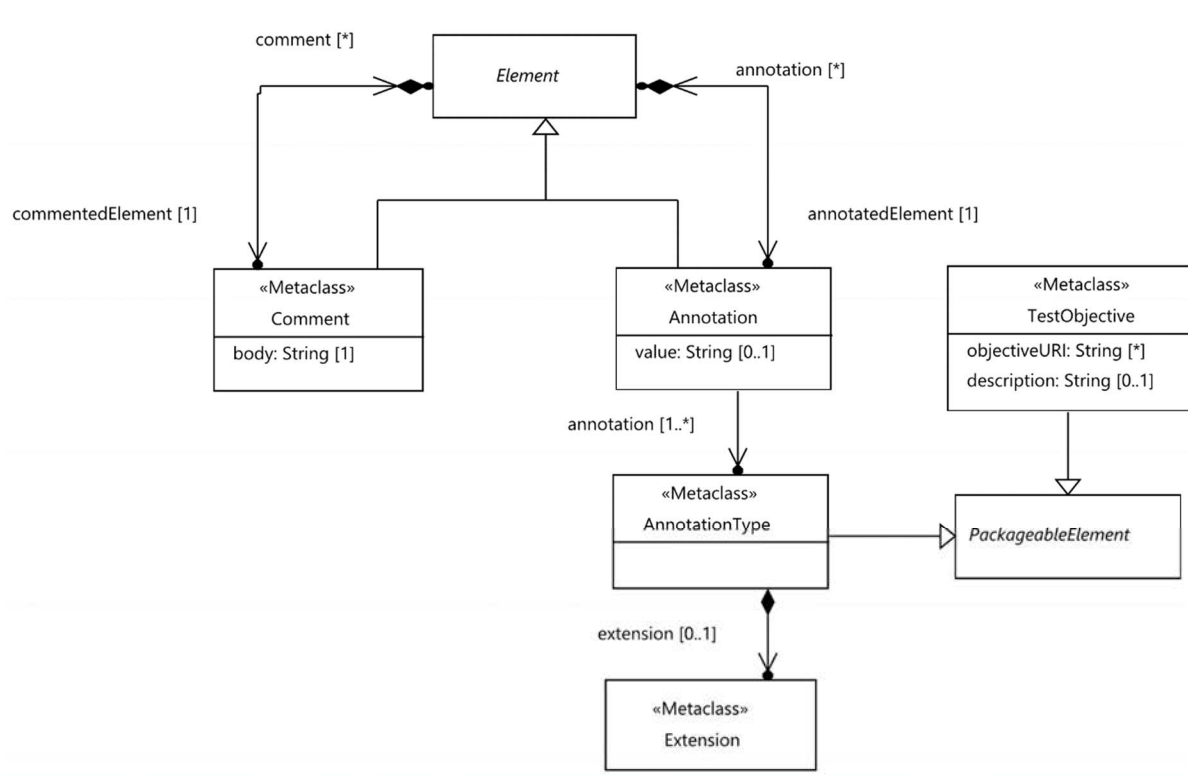 comment [*]
Element
annotation [*]
commentedElement [1]
annotatedElement [1]
«Metaclass»
Comment
body: String [1]
«Metaclass»
Annotation
value: String [0..1]
«Metaclass»
TestObjective
objectiveURI: String [*]
description: String [0..1]
annotation [1..*]
«Metaclass»
AnnotationType
PackageableElement
extension [0..1]
«Metaclass»
Extension